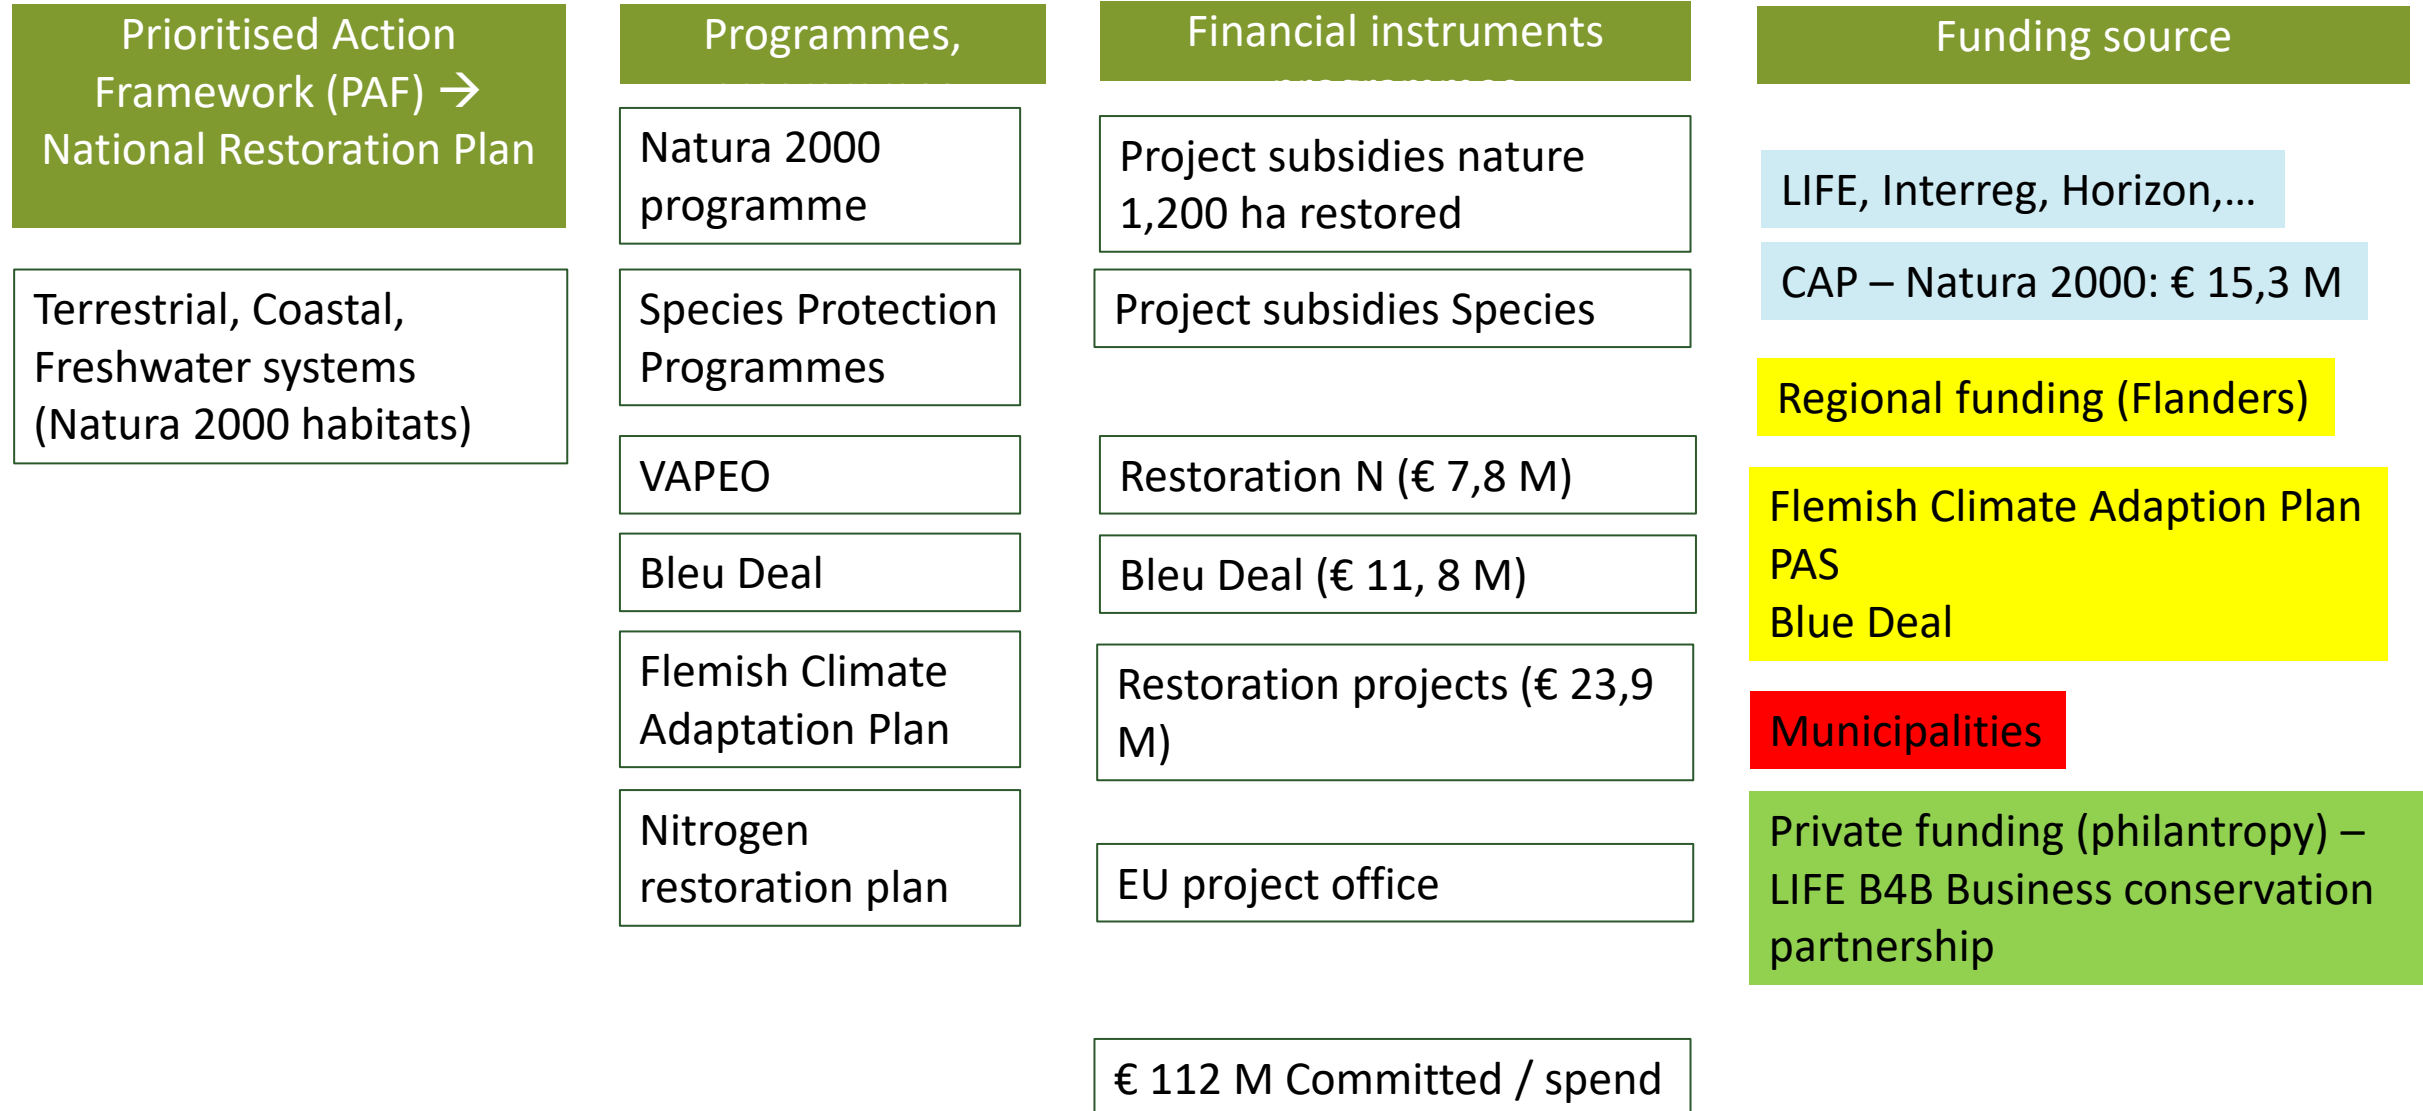 Prioritised Action
Framework (PAF) →
National Restoration Plan
Terrestrial, Coastal,
Freshwater systems
(Natura 2000 habitats)
Programmes,
Natura 2000
programme
Species Protection
Programmes
VAPEO
Bleu Deal
Flemish Climate
Adaptation Plan
Nitrogen
restoration plan
Financial instruments
programmes
Project subsidies nature
1,200 ha restored
Project subsidies Species
Restoration N (€ 7,8 M)
Bleu Deal (€ 11, 8 M)
Restoration projects (€ 23,9
M)
EU project office
€ 112 M Committed / spend
Funding source
LIFE, Interreg, Horizon,...
CAP – Natura 2000: € 15,3 M
Regional funding (Flanders)
Flemish Climate Adaption Plan
PAS
Blue Deal
Municipalities
Private funding (philantropy) –
LIFE B4B Business conservation
partnership